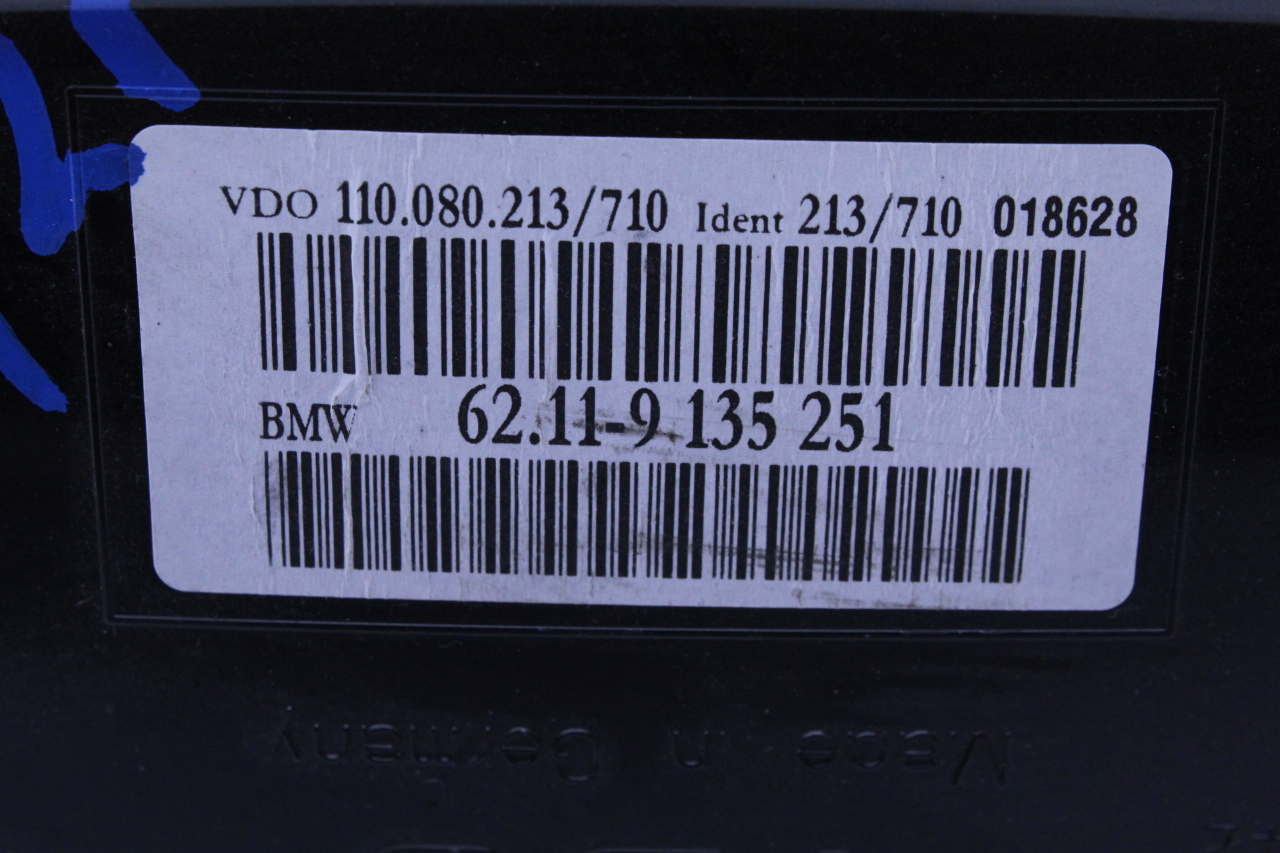 VDO 110.080.213/710 Ident 213/710 018628
BMW 62.11-9 135 251
Made in Germany